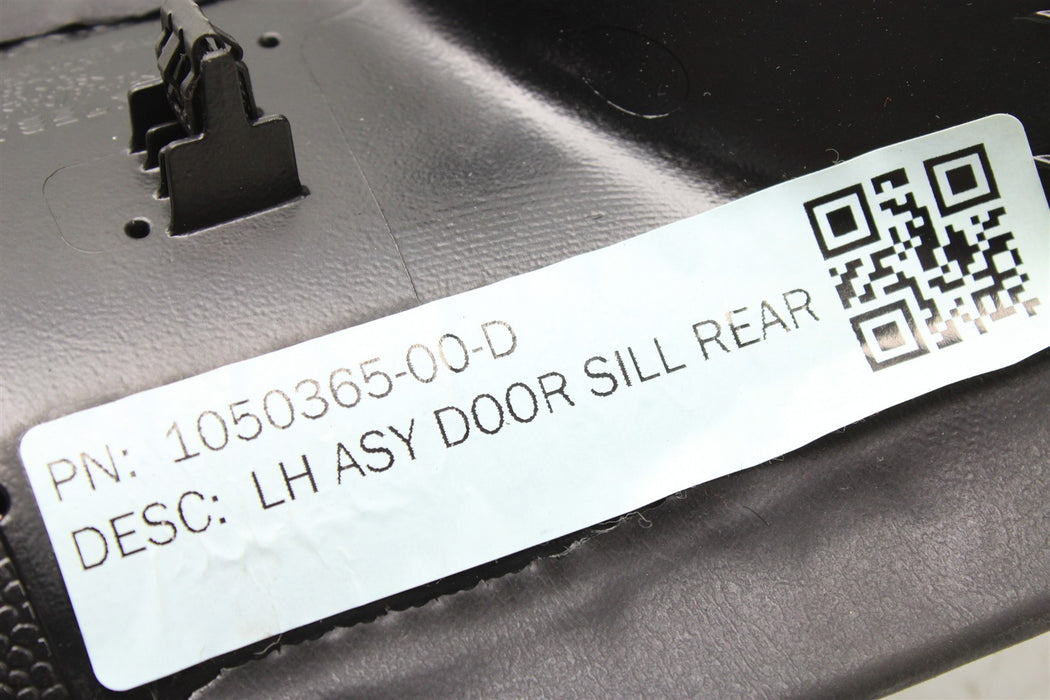 PN: 1050365-00-D
DESC: LH ASY DOOR SILL REAR